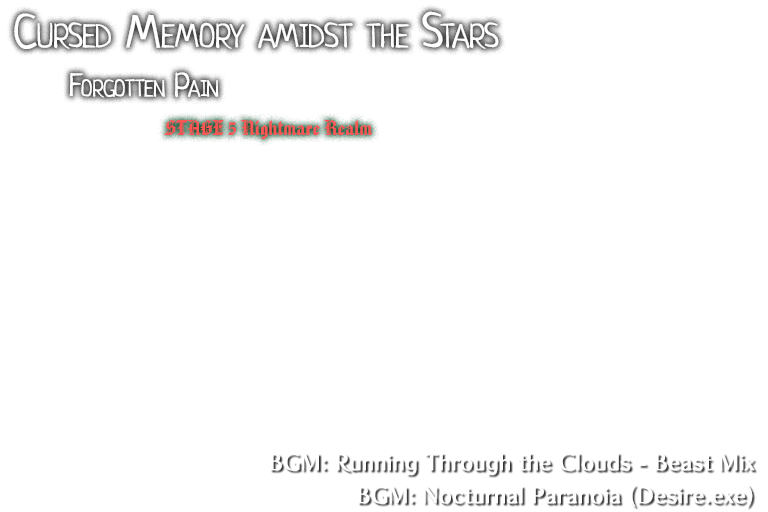 Cursed Memory amidst the Stars
Forgotten Pain
STAGE 5 Nightmare Realm
BGM: Running Through the Clouds - Beast Mix
BGM: Nocturnal Paranoia (Desire.exe)